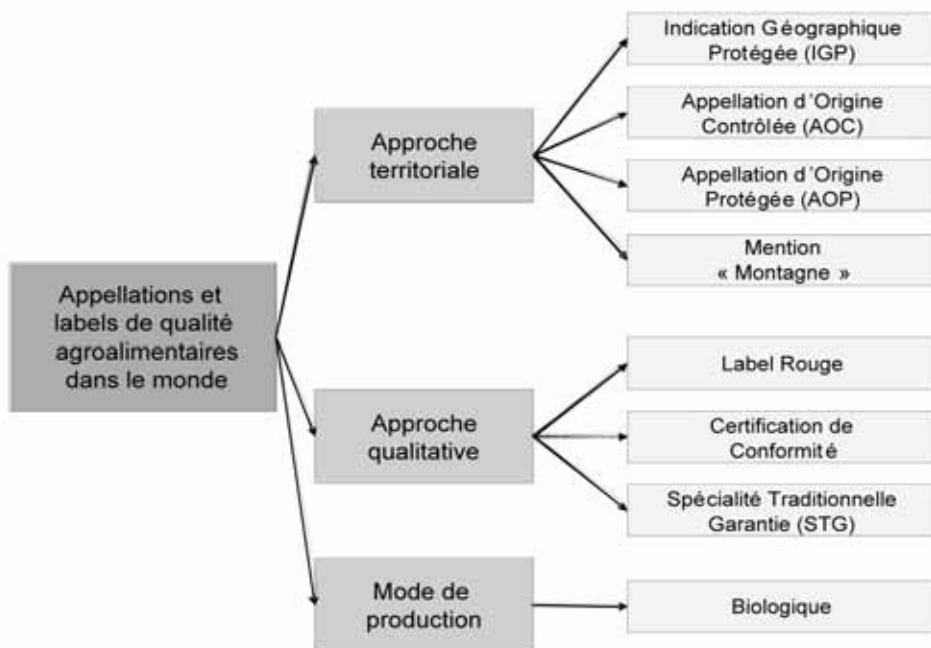 Appellations et
labels de qualité
agroalimentaires
dans le monde
Approche
territoriale
Indication Géographique
Protégée (IGP)
Appellation d'Origine
Contrôlée (AOC)
Appellation d'Origine
Protégée (AOP)
Mention
« Montagne »
Approche
qualitative
Label Rouge
Certification de
Conformité
Spécialité Traditionnelle
Garantie (STG)
Mode de
production
Biologique